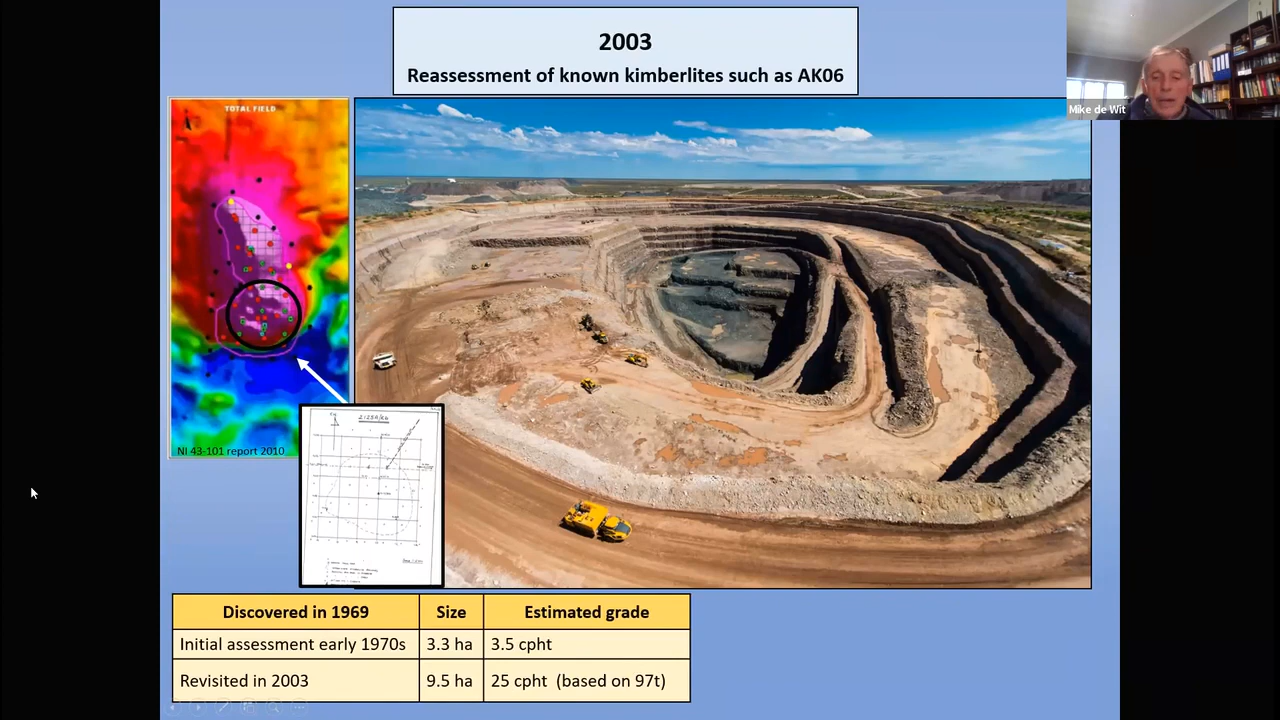 2003
Reassessment of known kimberlites such as AK06
Mike de Wit
TOTAL FIELD
NI 43-101 report 2010
2125A/K6
Discovered in 1969 Size Estimated grade
Initial assessment early 1970s 3.3 ha 3.5 cpht
Revisited in 2003 9.5 ha 25 cpht (based on 97t)